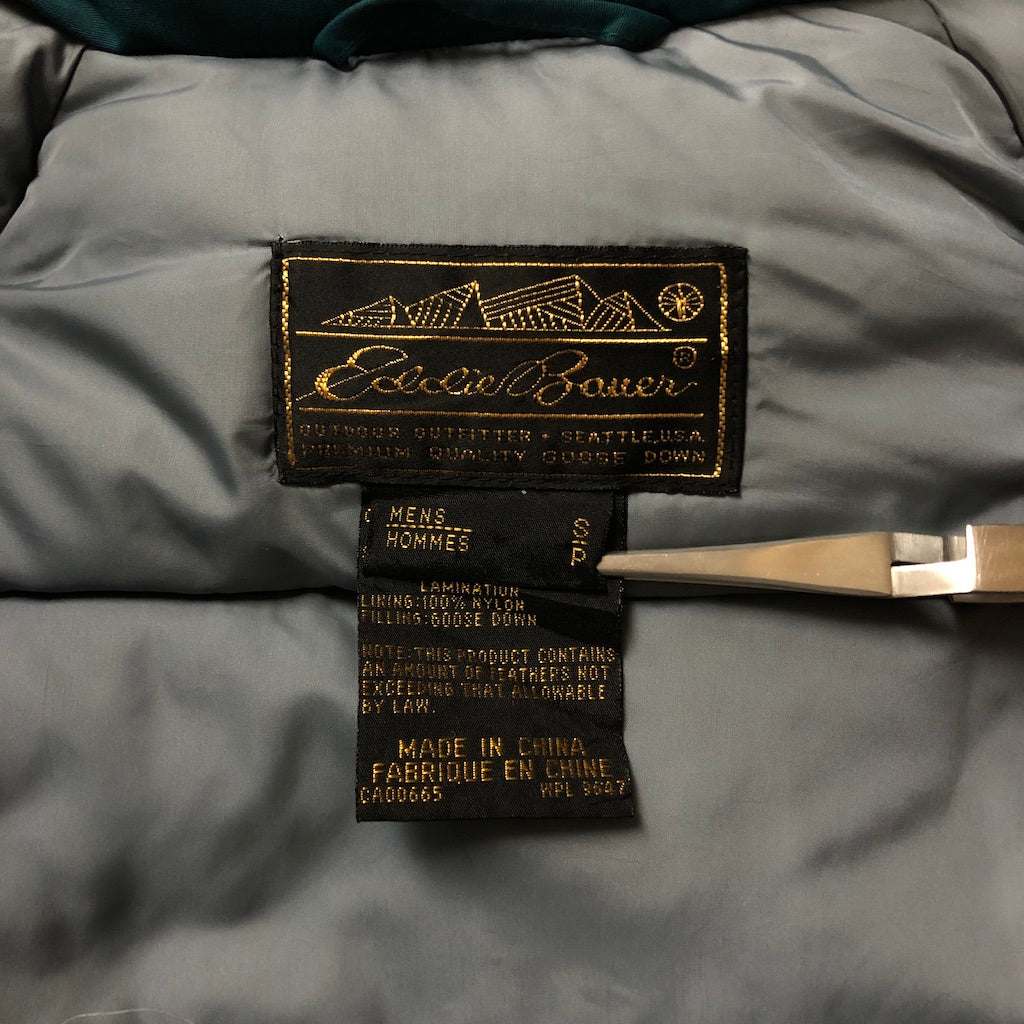 Eddie Bauer ®
OUTDOOR OUTFITTER • SEATTLE, U.S.A.
PREMIUM QUALITY GOOSE DOWN
MENS S
HOMMES P
LAMINATION
LINING:100% NYLON
FILLING:GOOSE DOWN
NOTE:THIS PRODUCT CONTAINS
AN AMOUNT OF FEATHERS NOT
EXCEEDING THAT ALLOWABLE
BY LAW.
MADE IN CHINA
FABRIQUE EN CHINE
CA00665 WPL 9647